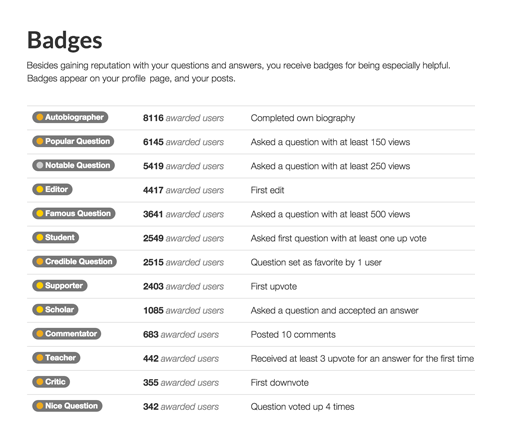 Badges
Besides gaining reputation with your questions and answers, you receive badges for being especially helpful.
Badges appear on your profile page, and your posts.
Autobiographer 8116 awarded users Completed own biography
Popular Question 6145 awarded users Asked a question with at least 150 views
Notable Question 5419 awarded users Asked a question with at least 250 views
Editor 4417 awarded users First edit
Famous Question 3641 awarded users Asked a question with at least 500 views
Student 2549 awarded users Asked first question with at least one up vote
Credible Question 2515 awarded users Question set as favorite by 1 user
Supporter 2403 awarded users First upvote
Scholar 1085 awarded users Asked a question and accepted an answer
Commentator 683 awarded users Posted 10 comments
Teacher 442 awarded users Received at least 3 upvote for an answer for the first time
Critic 355 awarded users First downvote
Nice Question 342 awarded users Question voted up 4 times